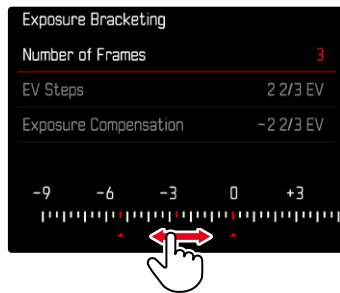 Exposure Bracketing
Number of Frames 3
EV Steps 2 2/3 EV
Exposure Compensation -2 2/3 EV
-9 -6 -3 0 +3